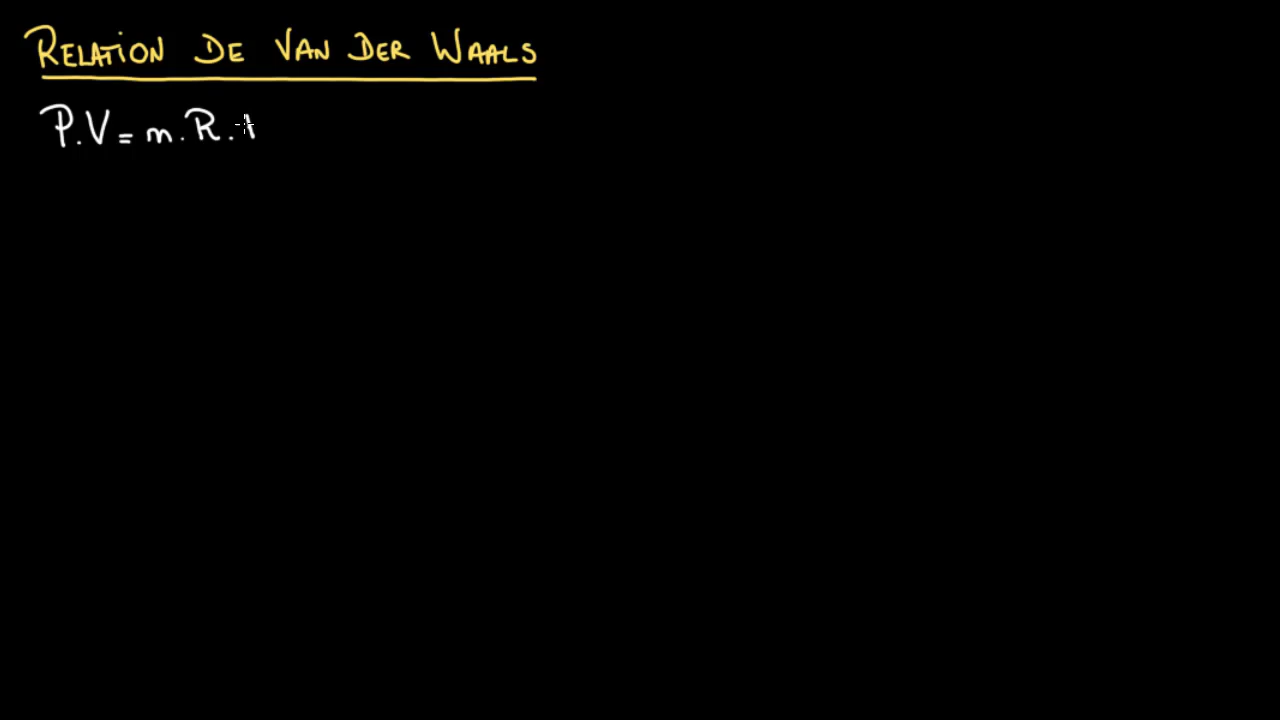 RELATION DE VAN DER WAALS
P.V = n.R.